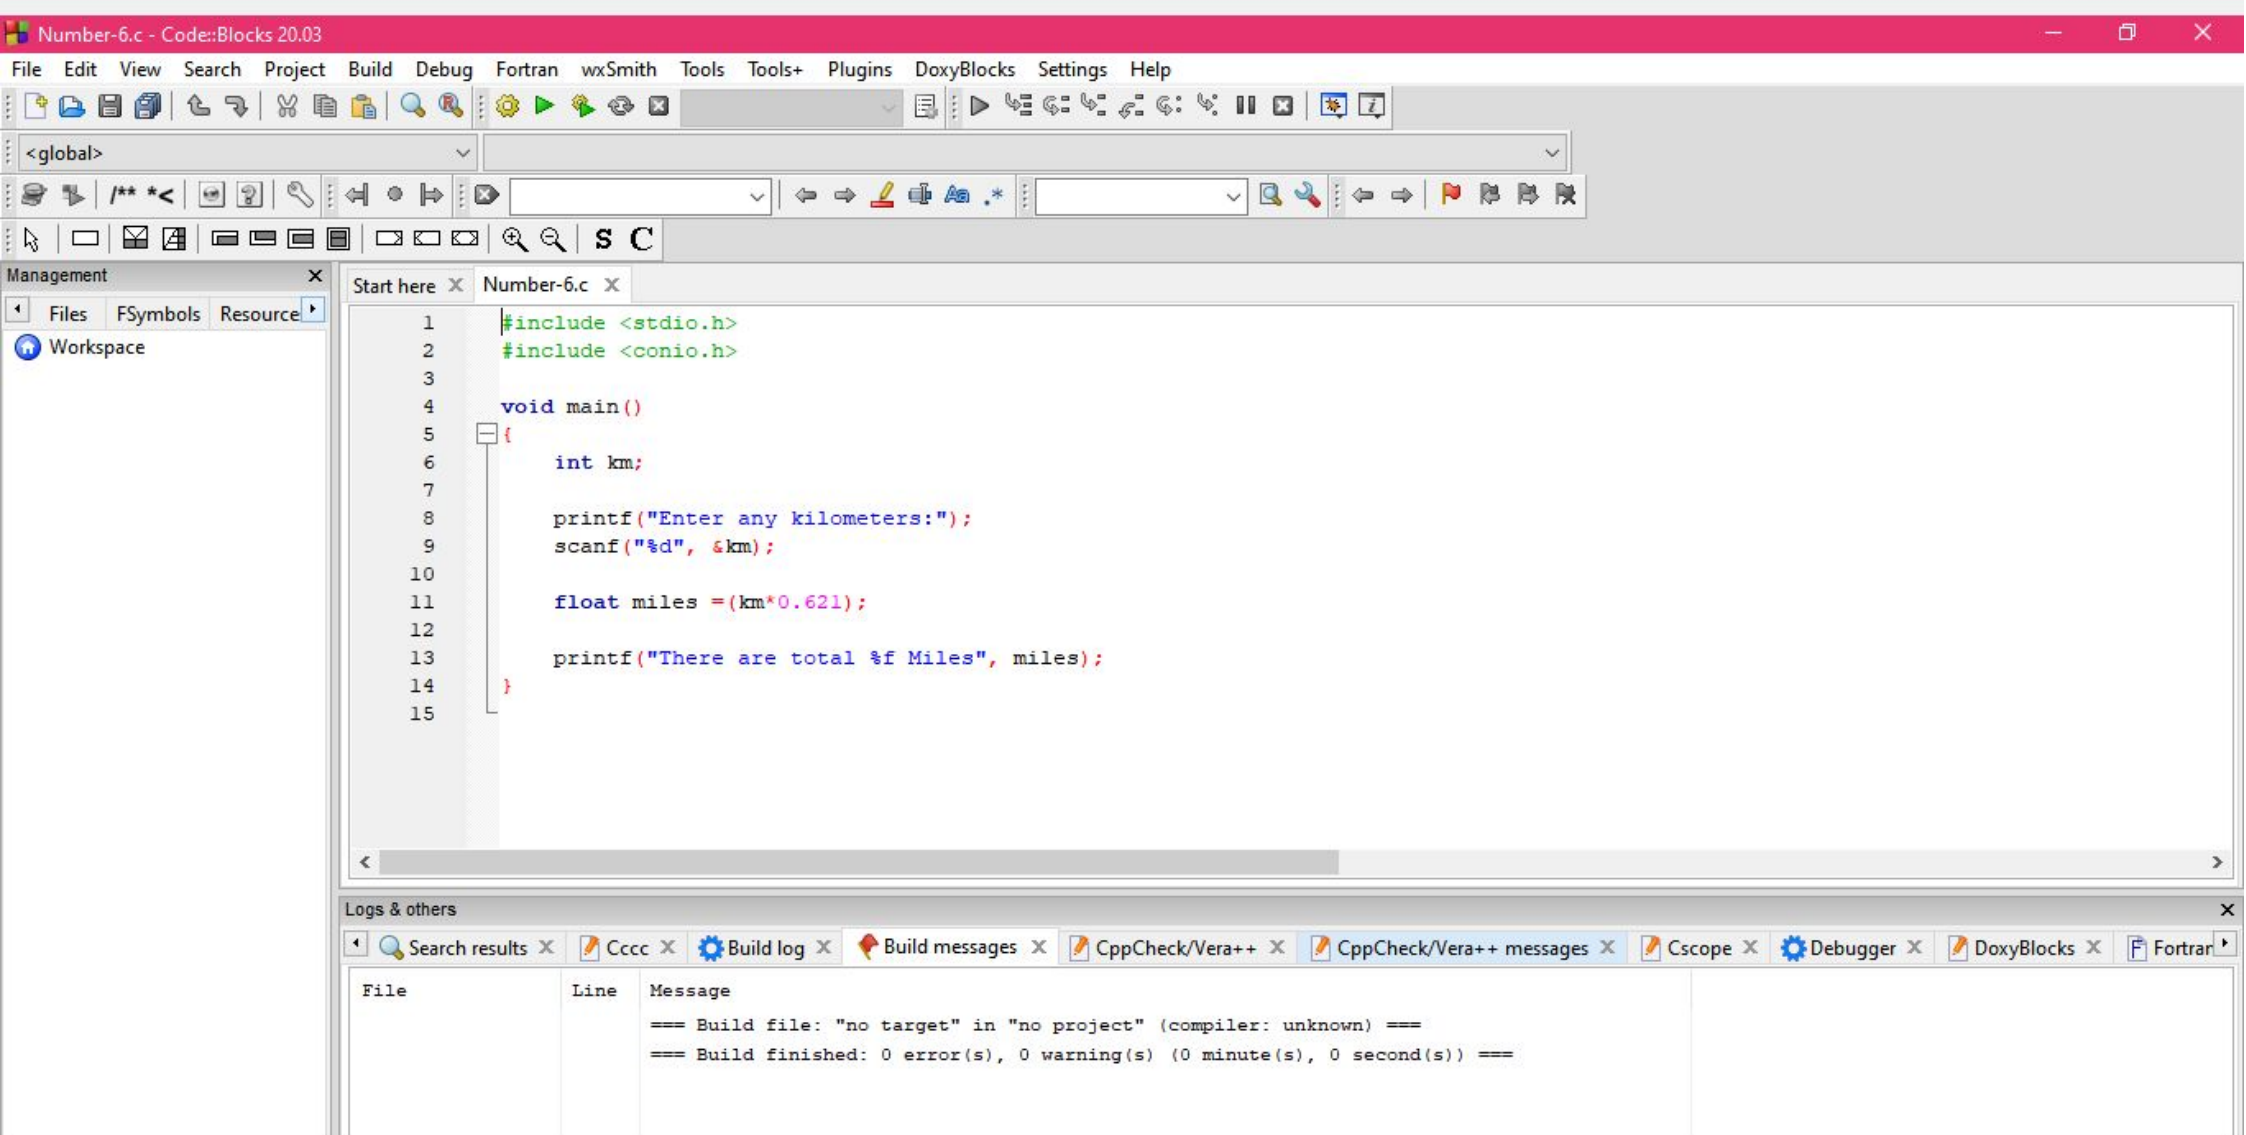 Number-6.c - Code::Blocks 20.03
File Edit View Search Project Build Debug Fortran wxSmith Tools Tools+ Plugins DoxyBlocks Settings Help
<global>
/** *<
Aa .*
S C
Management
Files FSymbols Resource
Workspace
Start here Number-6.c
1 #include <stdio.h>
2 #include <conio.h>
3
4 void main()
5 {
6 int km;
7
8 printf("Enter any kilometers:");
9 scanf("%d", &km);
10
11 float miles =(km*0.621);
12
13 printf("There are total %f Miles", miles);
14 }
15
Logs & others
Search results Cccc Build log Build messages CppCheck/Vera++ CppCheck/Vera++ messages Cscope Debugger DoxyBlocks Fortran
File Line Message
=== Build file: "no target" in "no project" (compiler: unknown) ===
=== Build finished: 0 error(s), 0 warning(s) (0 minute(s), 0 second(s)) ===